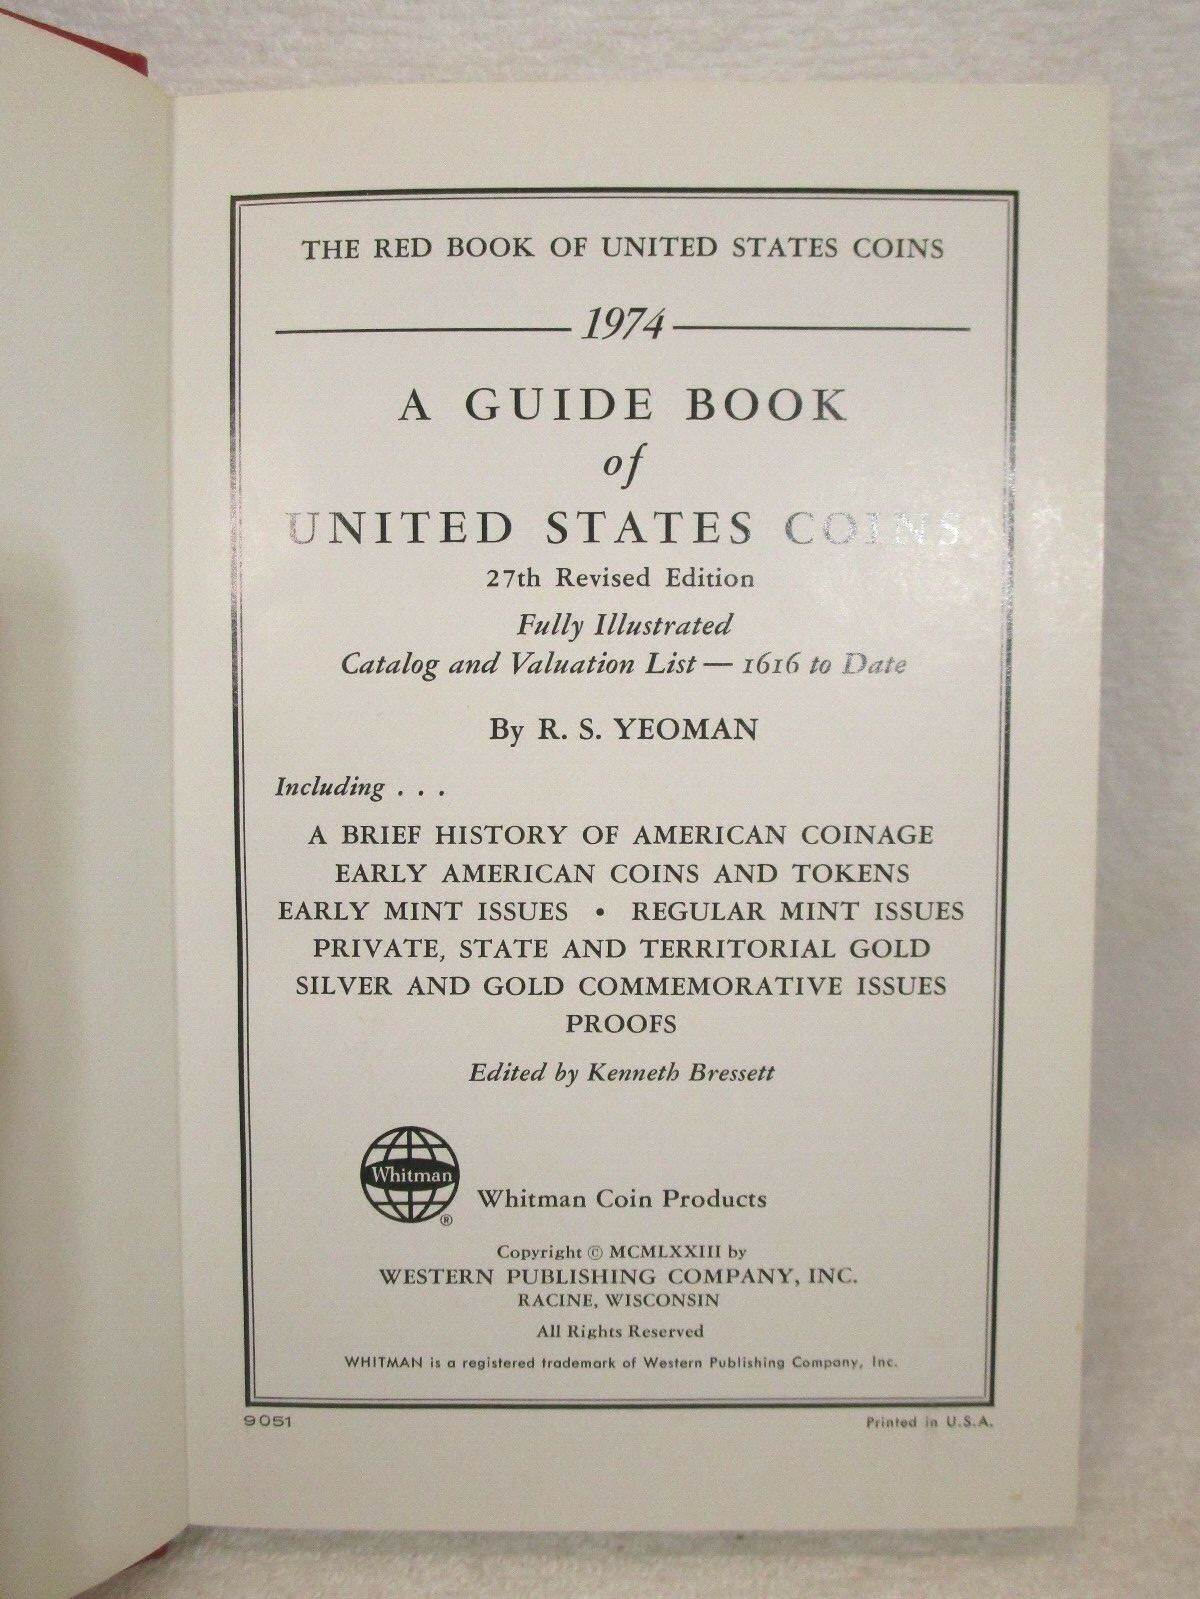 THE RED BOOK OF UNITED STATES COINS
1974
A GUIDE BOOK
of
UNITED STATES COINS
27th Revised Edition
Fully Illustrated
Catalog and Valuation List — 1616 to Date
By R. S. YEOMAN
Including . . .
A BRIEF HISTORY OF AMERICAN COINAGE
EARLY AMERICAN COINS AND TOKENS
EARLY MINT ISSUES • REGULAR MINT ISSUES
PRIVATE, STATE AND TERRITORIAL GOLD
SILVER AND GOLD COMMEMORATIVE ISSUES
PROOFS
Edited by Kenneth Bressett
Whitman
®
Whitman Coin Products
Copyright © MCMLXXIII by
WESTERN PUBLISHING COMPANY, INC.
RACINE, WISCONSIN
All Rights Reserved
WHITMAN is a registered trademark of Western Publishing Company, Inc.
9051
Printed in U.S.A.